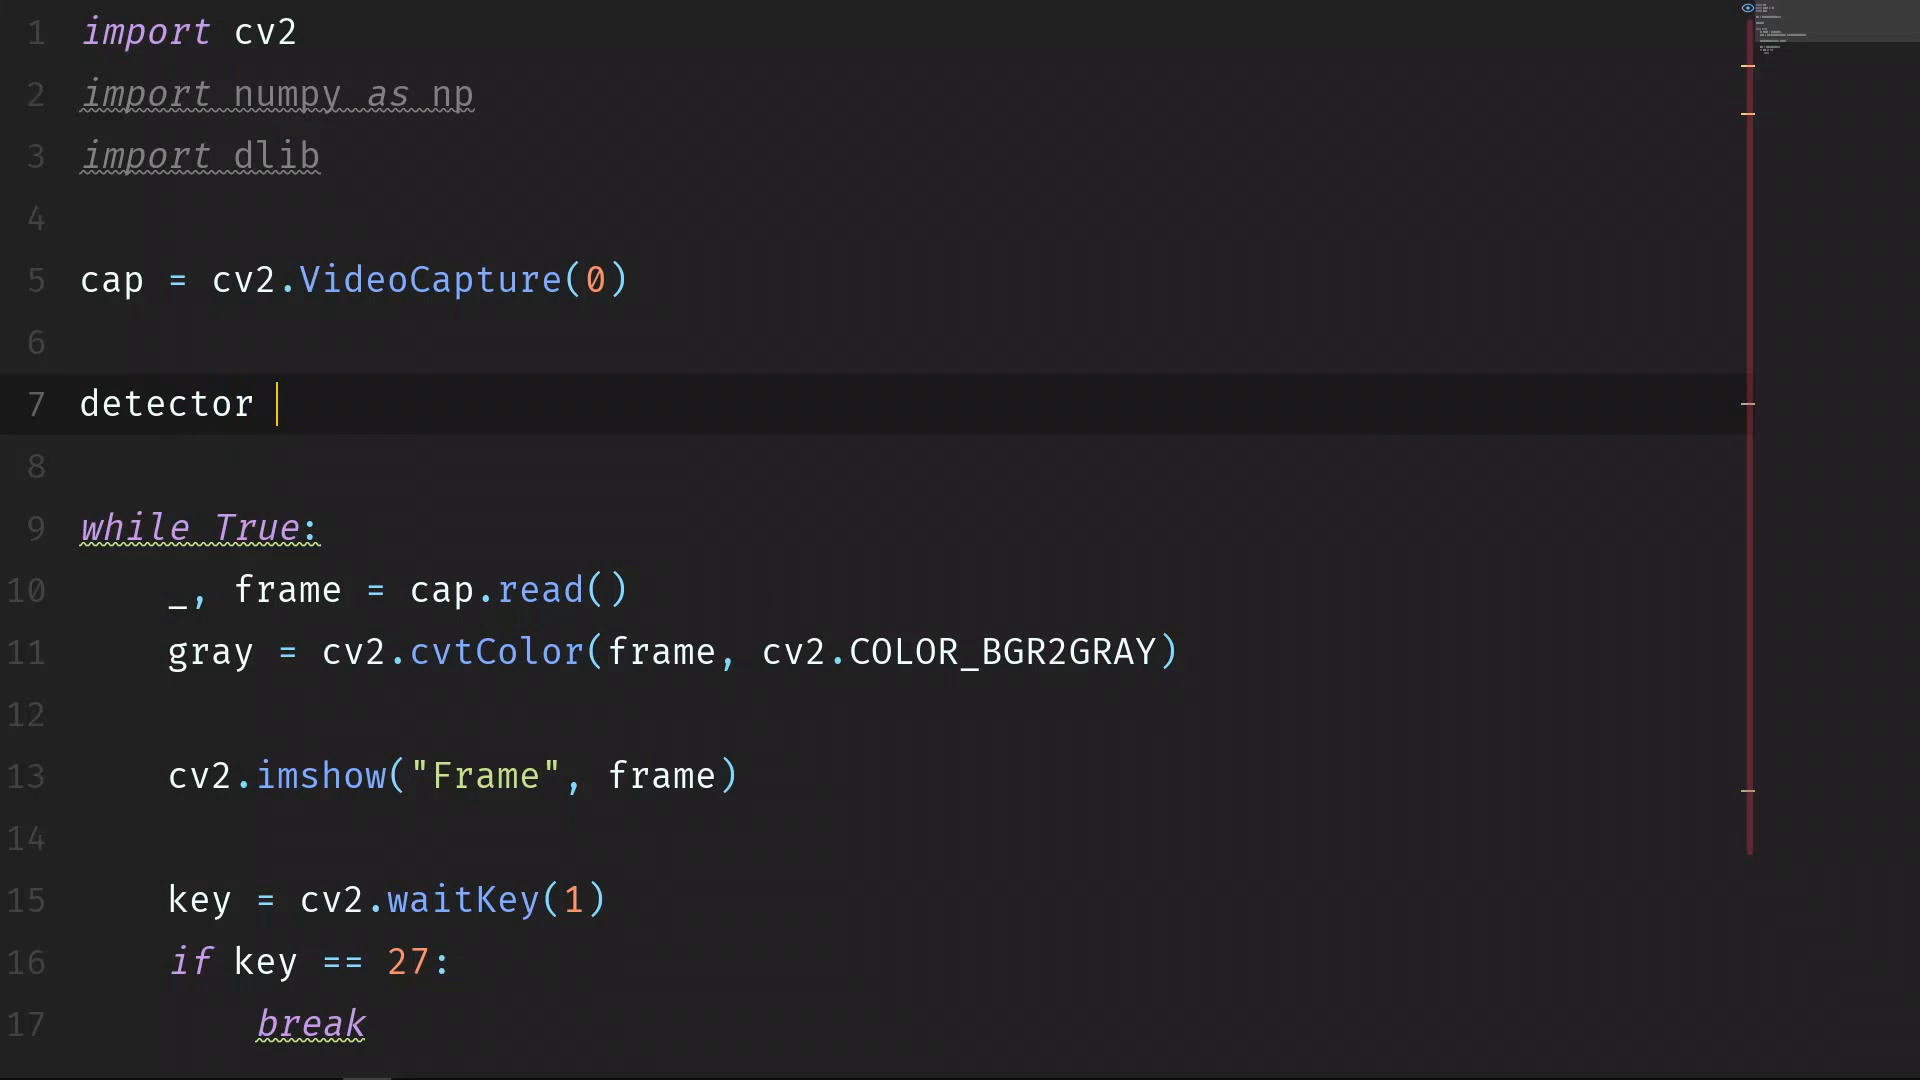 1 import cv2
2 import numpy as np
3 import dlib
4
5 cap = cv2.VideoCapture(0)
6
7 detector
8
9 while True:
10     _, frame = cap.read()
11     gray = cv2.cvtColor(frame, cv2.COLOR_BGR2GRAY)
12
13     cv2.imshow("Frame", frame)
14
15     key = cv2.waitKey(1)
16     if key == 27:
17         break